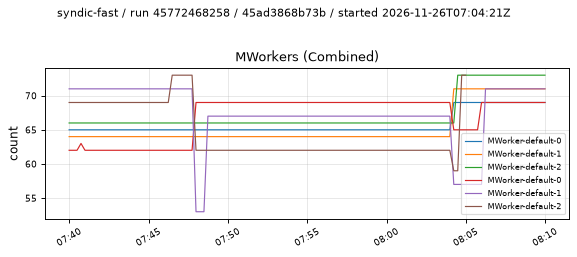 syndic-fast / run 45772468258 / 45ad3868b73b / started 2026-11-26T07:04:21Z
MWorkers (Combined)
count
70
65
60
55
MWorker-default-0
MWorker-default-1
MWorker-default-2
MWorker-default-0
MWorker-default-1
MWorker-default-2
07:40
07:45
07:50
07:55
08:00
08:05
08:10